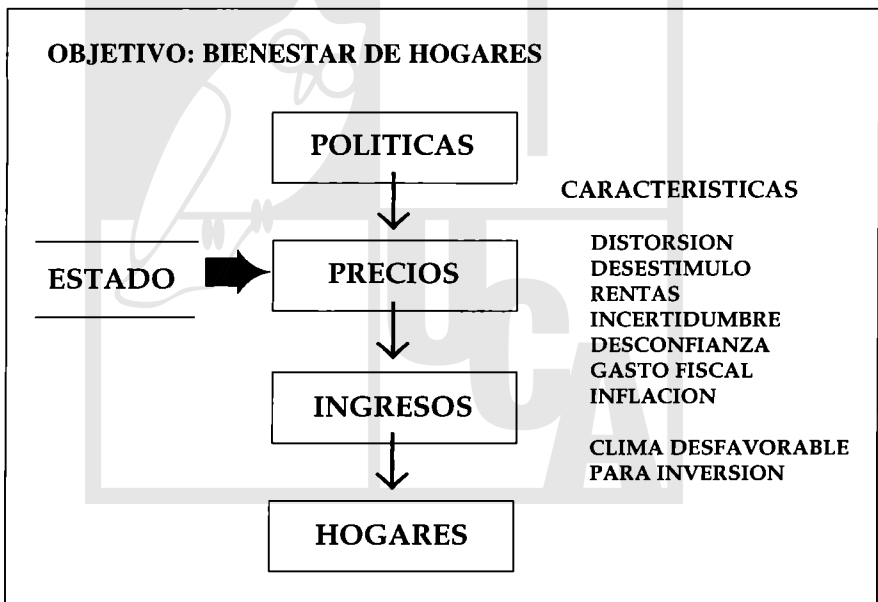 OBJETIVO: BIENESTAR DE HOGARES
POLITICAS
ESTADO
PRECIOS
INGRESOS
HOGARES
CARACTERISTICAS
DISTORSION
DESESTIMULO
RENTAS
INCERTIDUMBRE
DESCONFIANZA
GASTO FISCAL
INFLACION
CLIMA DESFAVORABLE
PARA INVERSION
UCA